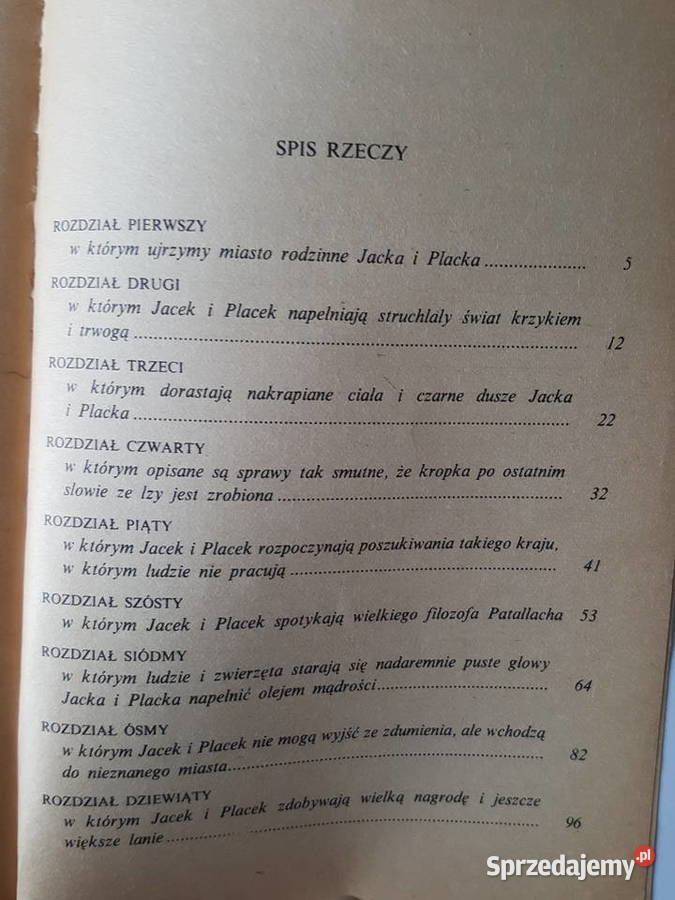 SPIS RZECZY
ROZDZIAŁ PIERWSZY
w którym ujrzymy miasto rodzinne Jacka i Placka ..................... 5
ROZDZIAŁ DRUGI
w którym Jacek i Placek napełniają struchlały świat krzykiem
i trwogą ..................... 12
ROZDZIAŁ TRZECI
w którym dorastają nakrapiane ciała i czarne dusze Jacka
i Placka ..................... 22
ROZDZIAŁ CZWARTY
w którym opisane są sprawy tak smutne, że kropka po ostatnim
słowie ze łzy jest zrobiona ..................... 32
ROZDZIAŁ PIĄTY
w którym Jacek i Placek rozpoczynają poszukiwania takiego kraju,
w którym ludzie nie pracują ..................... 41
ROZDZIAŁ SZÓSTY
w którym Jacek i Placek spotykają wielkiego filozofa Patallacha 53
ROZDZIAŁ SIÓDMY
w którym ludzie i zwierzęta starają się nadaremnie puste głowy
Jacka i Placka napełnić olejem mądrości ..................... 64
ROZDZIAŁ ÓSMY
w którym Jacek i Placek nie mogą wyjść ze zdumienia, ale wchodzą
do nieznanego miasta ..................... 82
ROZDZIAŁ DZIEWIĄTY
w którym Jacek i Placek zdobywają wielką nagrodę i jeszcze
większe lanie ..................... 96
Sprzedajemy.pl